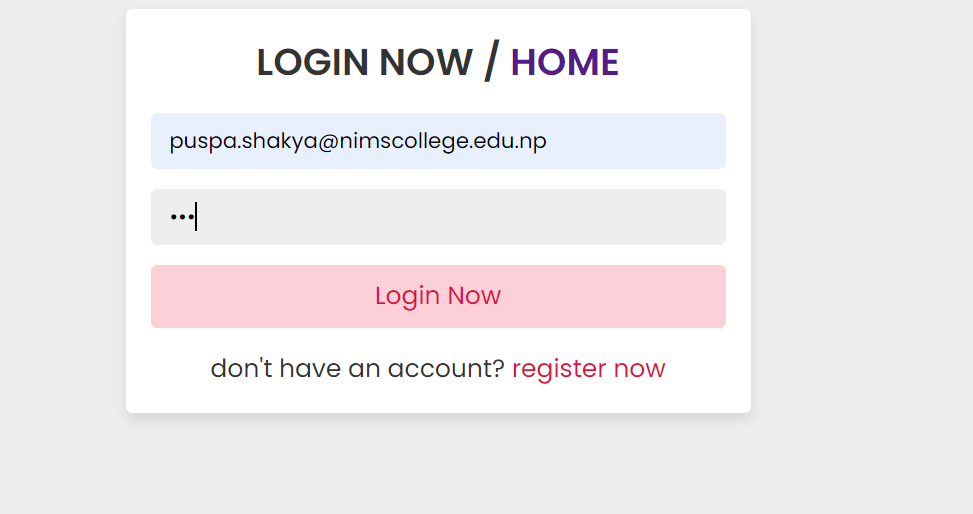 LOGIN NOW / HOME
puspa.shakya@nimscollege.edu.np
•••
Login Now
don't have an account? register now